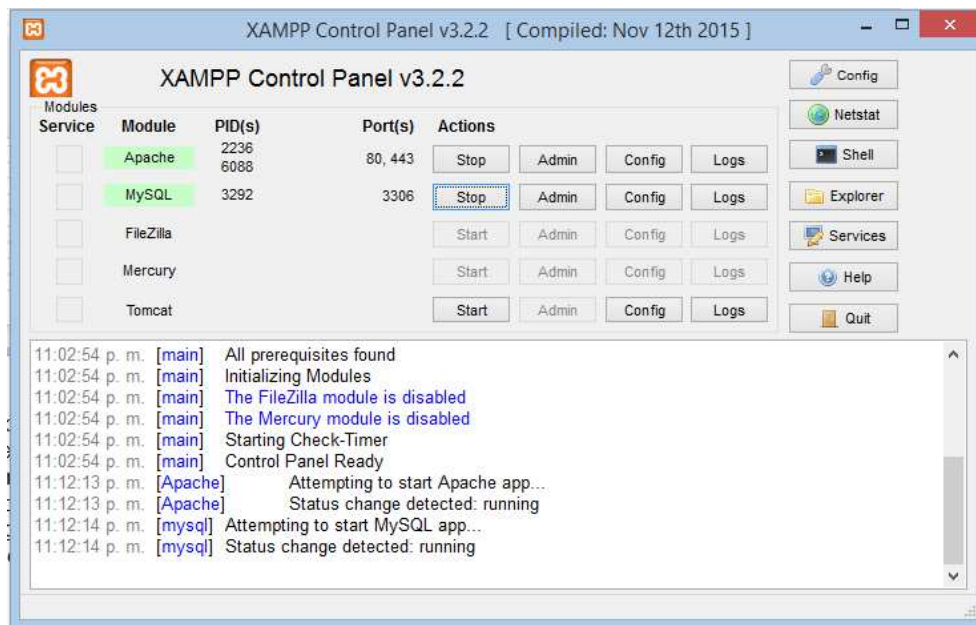 XAMPP Control Panel v3.2.2 [ Compiled: Nov 12th 2015 ]
XAMPP Control Panel v3.2.2
Config
Modules
Service Module PID(s) Port(s) Actions
Netstat
Apache 2236 6088 80, 443 Stop Admin Config Logs
Shell
MySQL 3292 3306 Stop Admin Config Logs
Explorer
FileZilla Start Admin Config Logs
Services
Mercury Start Admin Config Logs
Help
Tomcat Start Admin Config Logs
Quit
11:02:54 p. m. [main] All prerequisites found
11:02:54 p. m. [main] Initializing Modules
11:02:54 p. m. [main] The FileZilla module is disabled
11:02:54 p. m. [main] The Mercury module is disabled
11:02:54 p. m. [main] Starting Check-Timer
11:02:54 p. m. [main] Control Panel Ready
11:12:13 p. m. [Apache] Attempting to start Apache app...
11:12:13 p. m. [Apache] Status change detected: running
11:12:14 p. m. [mysql] Attempting to start MySQL app...
11:12:14 p. m. [mysql] Status change detected: running